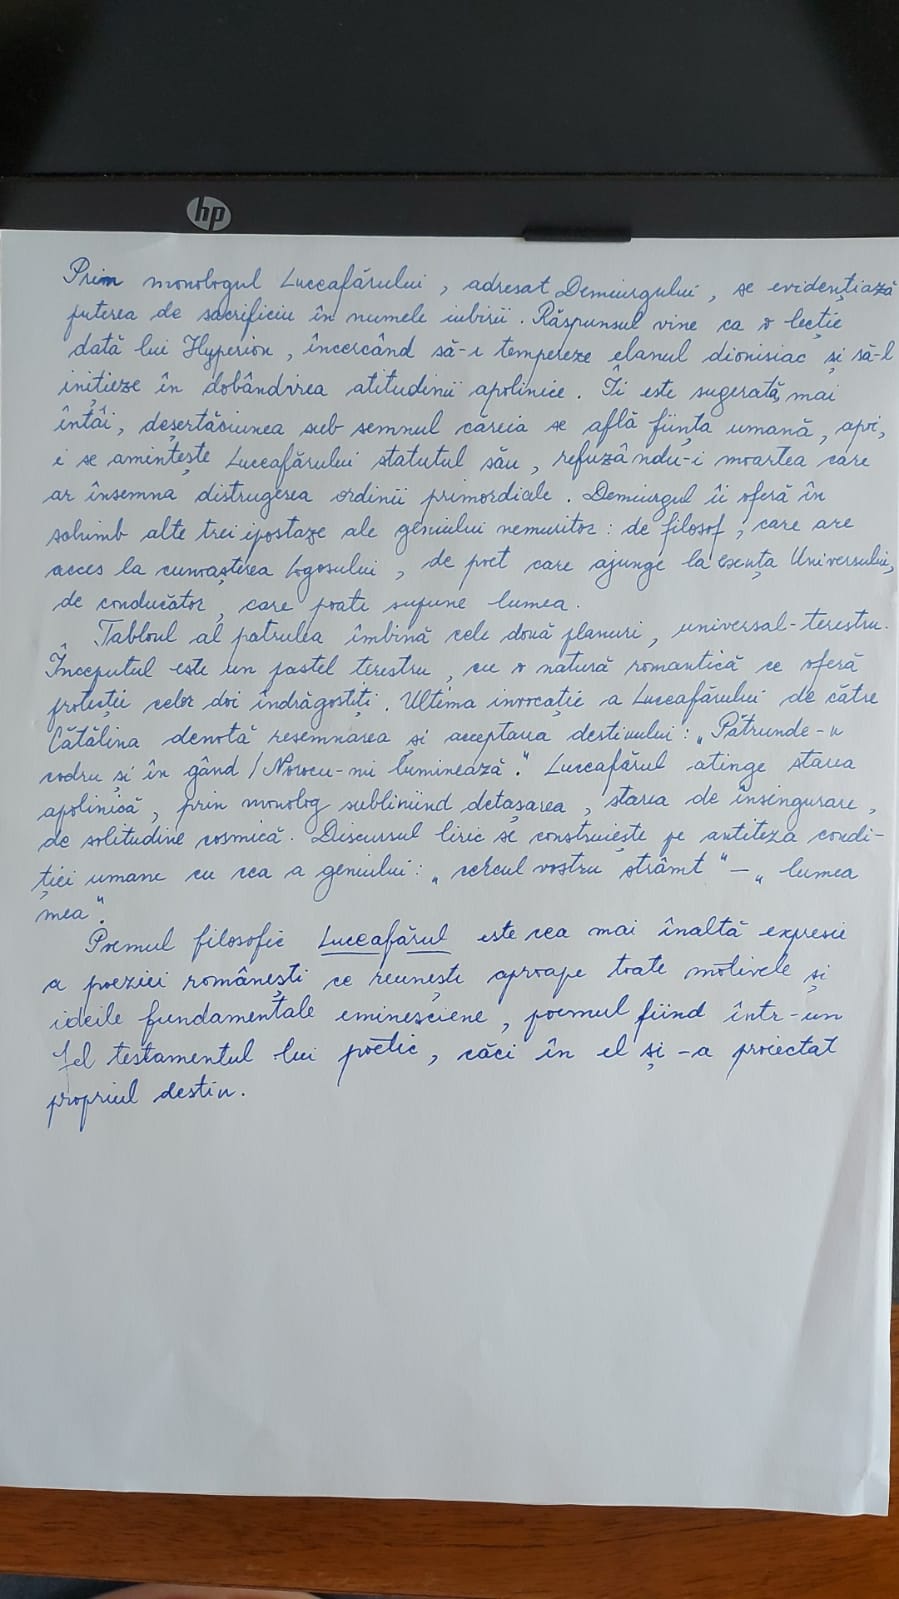 hp
Prin monologul Luceafărului, adresat Demiurgului, se evidențiază
puterea de sacrificiu în numele iubirii. Răspunsul vine ca o lecție
dată lui Hyperion, încercând să-i tempereze elanul dionisiac și să-l
inițieze în dobândirea atitudinii apolinice. Îi este sugerată, mai
întâi, deșertăciunea sub semnul careia se află ființa umană, apoi,
i se amintește Luceafărului statutul său, refuzându-i moartea care
ar însemna distrugerea ordinii primordiale. Demiurgul îi oferă în
schimb alte trei ipostaze ale geniului nemuritor: de filosof, care are
acces la cunoașterea Logosului, de poet care ajunge la esența Universului,
de conducător, care poate supune lumea.
Tabloul al patrulea îmbină cele două planuri, universal-terestru.
Începutul este un pastel terestru, cu o natură romantică ce oferă
protecție celor doi îndrăgostiți. Ultima invocație a Luceafărului de către
Cătălina denotă resemnarea și acceptarea destinului: „Pătrunde-n
codru și în gând / Norocu-mi luminează." Luceafărul atinge starea
apolinică, prin monolog subliniind detașarea, starea de însingurare,
de solitudine cosmică. Discursul liric se construiește pe antiteza condi-
ției umane cu cea a geniului: „cercul vostru strâmt" – „lumea
mea".
Poemul filosofic Luceafărul este cea mai înaltă expresie
a poeziei românești ce reunește aproape toate motivele și
ideile fundamentale eminesciene, poemul fiind într-un
fel testamentul lui poetic, căci în el și-a proiectat
propriul destin.